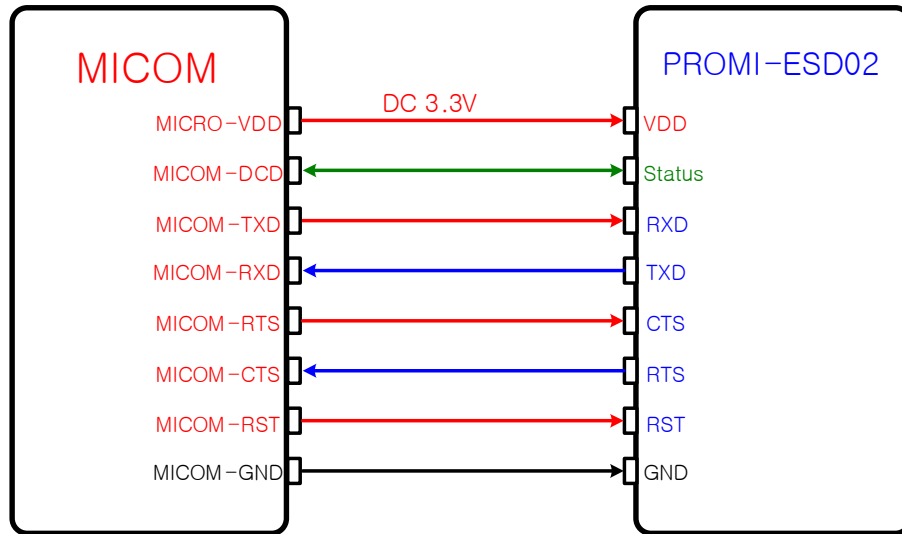 MICOM
PROMI-ESD02
DC 3.3V
MICRO-VDD VDD
MICOM-DCD Status
MICOM-TXD RXD
MICOM-RXD TXD
MICOM-RTS CTS
MICOM-CTS RTS
MICOM-RST RST
MICOM-GND GND